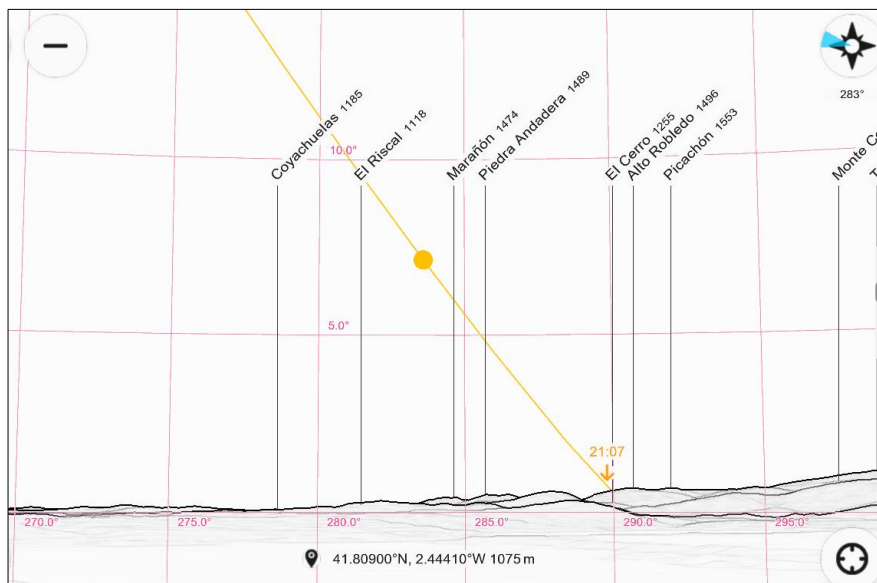 283°
Coyachuelas 1185
El Riscal 1118
Marañón 1474
Piedra Andadera 1489
El Cerro 1255
Alto Robledo 1496
Picachón 1553
Monte
10.0°
5.0°
21:07
270.0°
275.0°
280.0°
285.0°
290.0°
295.0°
41.80900°N, 2.44410°W 1075 m